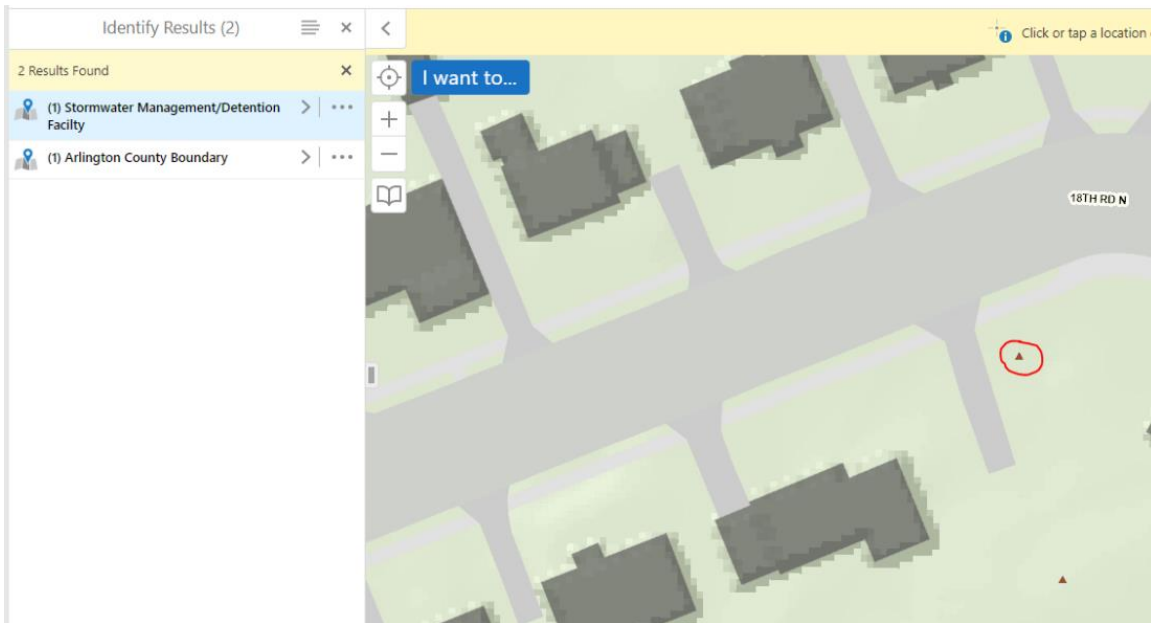 Identify Results (2)
2 Results Found
(1) Stormwater Management/Detention
Facilty
(1) Arlington County Boundary
Click or tap a location
I want to...
18TH RD N